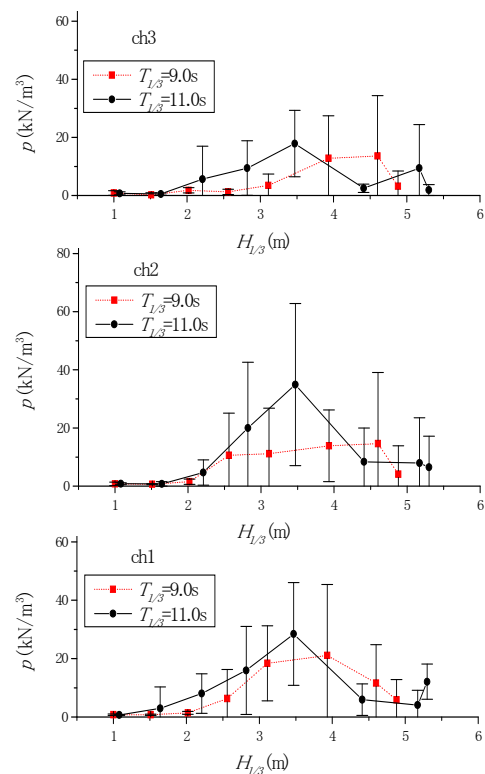 ch3
T1/3=9.0s
T1/3=11.0s
p (kN/m³)
60
40
20
0
1 2 3 4 5 6
H1/3 (m)
ch2
T1/3=9.0s
T1/3=11.0s
p (kN/m³)
80
60
40
20
0
1 2 3 4 5 6
H1/3 (m)
ch1
T1/3=9.0s
T1/3=11.0s
p (kN/m³)
60
40
20
0
1 2 3 4 5 6
H1/3 (m)